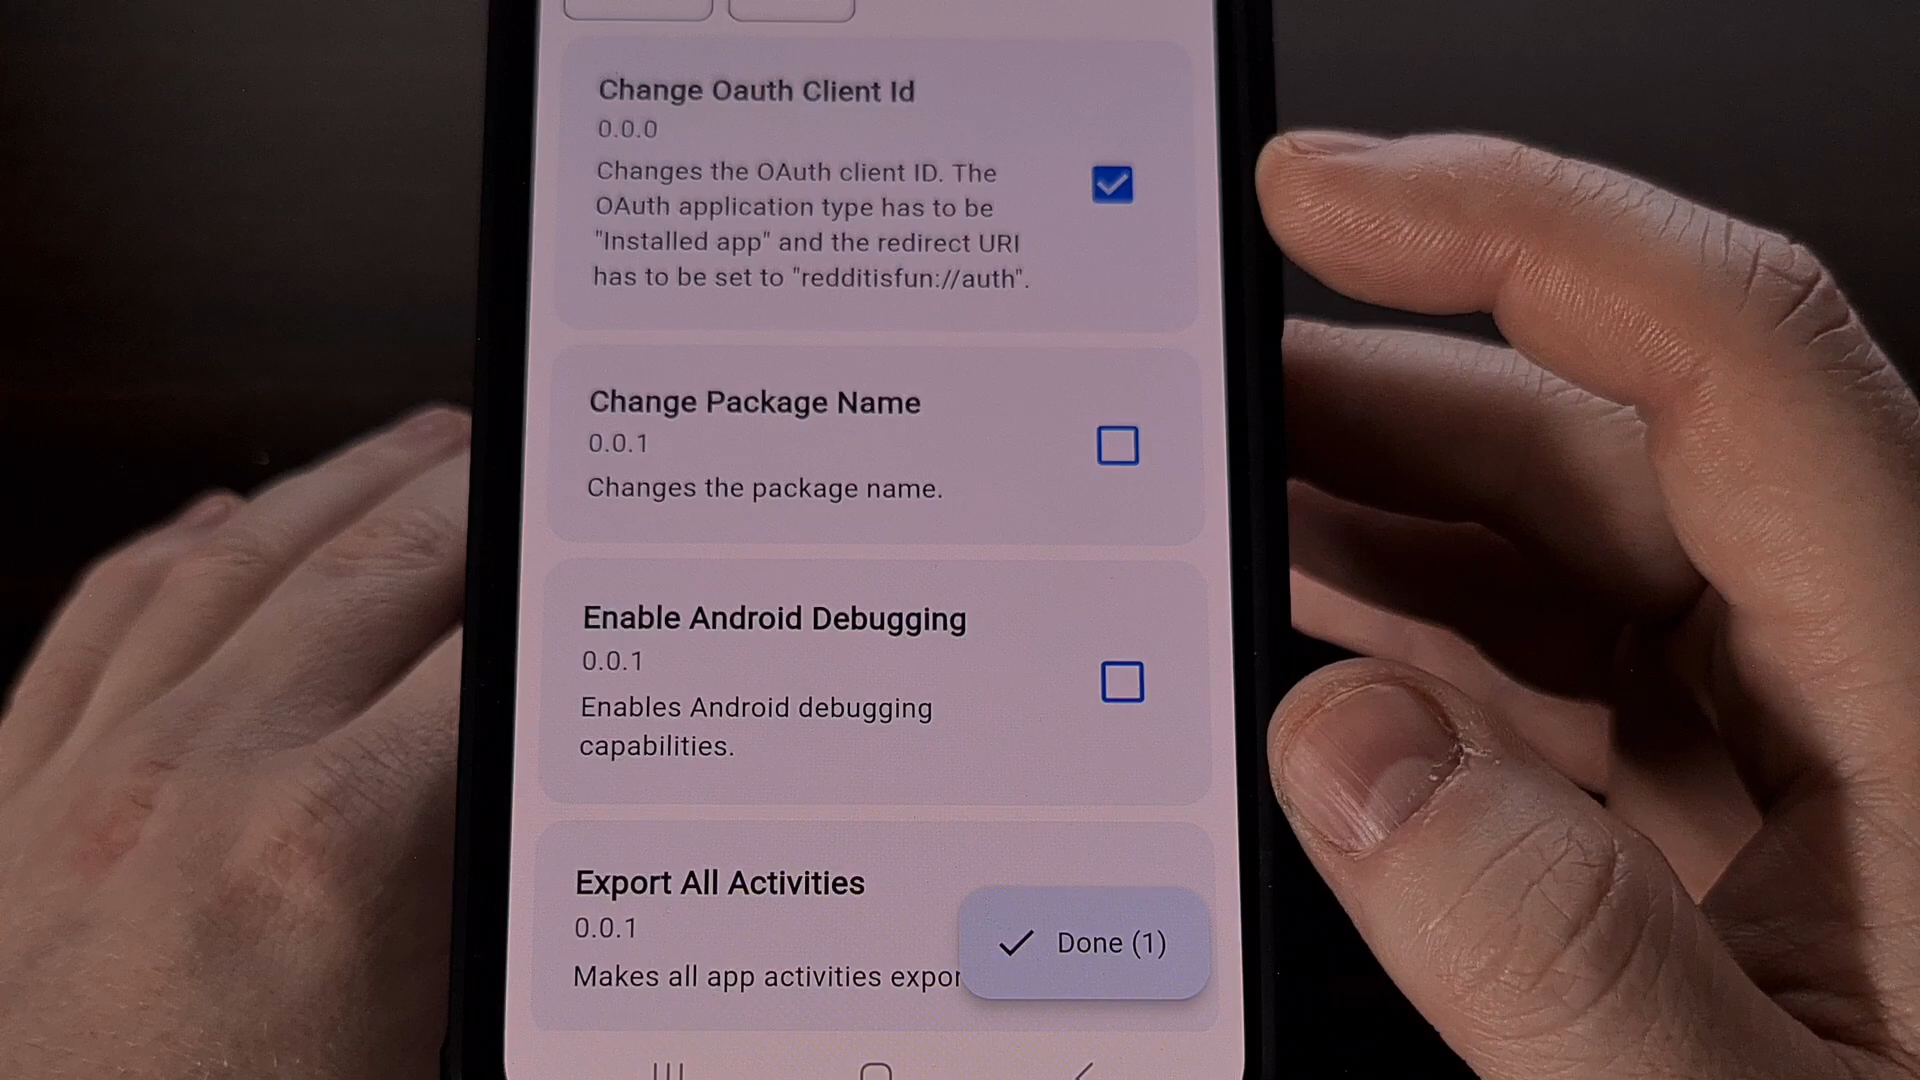 Change Oauth Client Id
0.0.0
Changes the OAuth client ID. The
OAuth application type has to be
"Installed app" and the redirect URI
has to be set to "redditisfun://auth".
Change Package Name
0.0.1
Changes the package name.
Enable Android Debugging
0.0.1
Enables Android debugging
capabilities.
Export All Activities
0.0.1
Makes all app activities expor
Done (1)